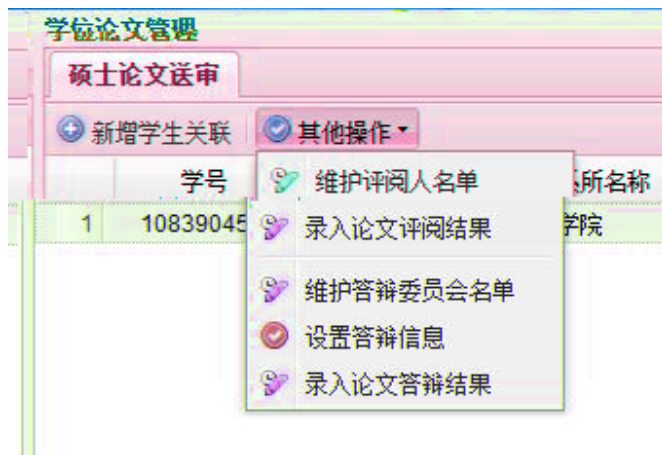 学位论文管理
硕士论文送审
新增学生关联 其他操作
学号 所名称
维护评阅人名单
1 10839045 学院
录入论文评阅结果
维护答辩委员会名单
设置答辩信息
录入论文答辩结果